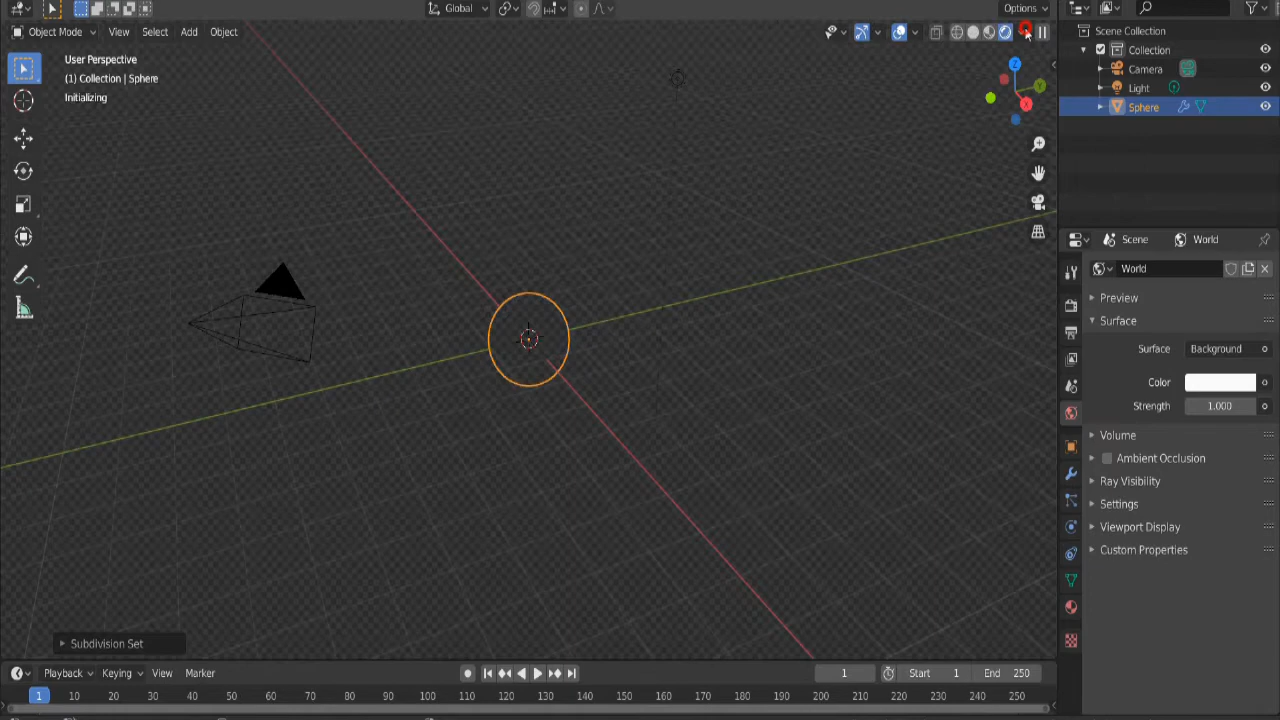 Global
Options
Object Mode
View
Select
Add
Object
User Perspective
(1) Collection | Sphere
Initializing
Z
Y
X
Scene Collection
Collection
Camera
Light
Sphere
Scene
World
World
Preview
Surface
Surface
Background
Color
Strength
1.000
Volume
Ambient Occlusion
Ray Visibility
Settings
Viewport Display
Custom Properties
Subdivision Set
Playback
Keying
View
Marker
1
Start
1
End
250
1
10
20
30
40
50
60
70
80
90
100
110
120
130
140
150
160
170
180
190
200
210
220
230
240
250